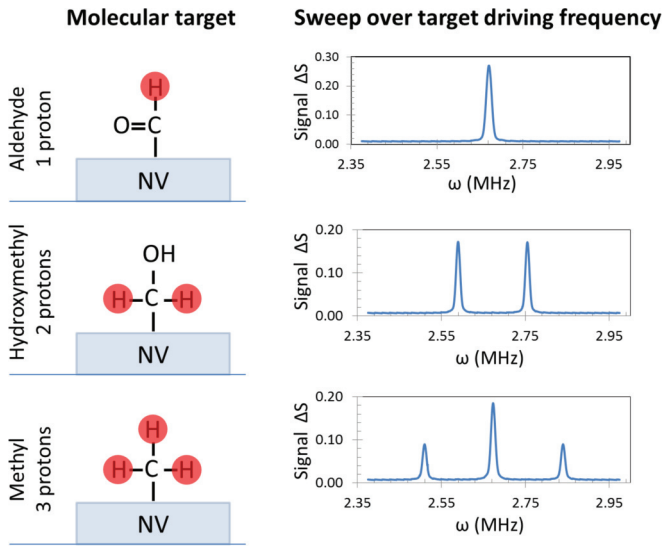 Molecular target
Sweep over target driving frequency
Aldehyde
1 proton
H
O=C
NV
Signal ΔS
0.30
0.20
0.10
0.00
2.35
2.55
2.75
2.95
ω (MHz)
Hydroxymethyl
2 protons
OH
H C H
NV
Signal ΔS
0.20
0.10
0.00
2.35
2.55
2.75
2.95
ω (MHz)
Methyl
3 protons
H
H C H
NV
Signal ΔS
0.20
0.10
0.00
2.35
2.55
2.75
2.95
ω (MHz)